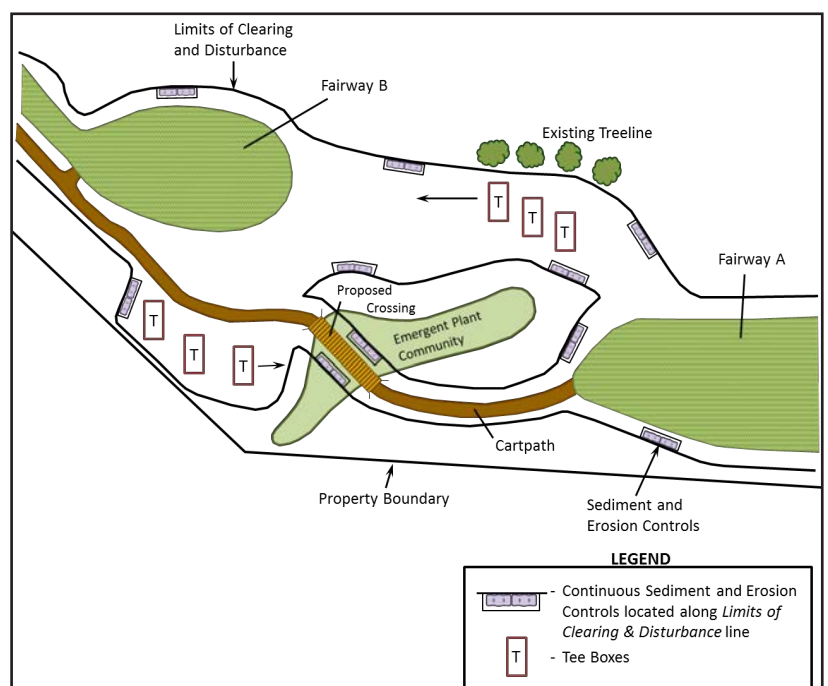 Limits of Clearing
and Disturbance
Fairway B
Existing Treeline
T
T
T
Fairway A
Proposed
Crossing
Emergent Plant
Community
T
T
T
Cartpath
Property Boundary
Sediment and
Erosion Controls
LEGEND
- Continuous Sediment and Erosion
Controls located along Limits of
Clearing & Disturbance line
T - Tee Boxes